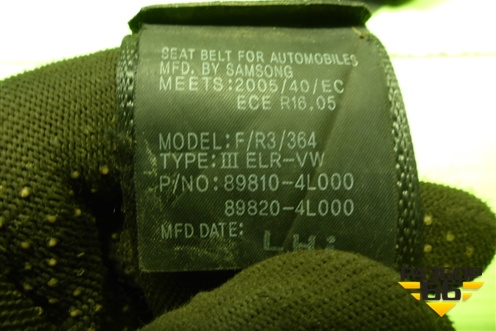 SEAT BELT FOR AUTOMOBILES
MFD. BY SAMSONG
MEETS:2005/40/EC
ECE R16.05
MODEL:F/R3/364
TYPE:III ELR-VW
P/NO:89810-4L000
89820-4L000
MFD DATE:
LH: